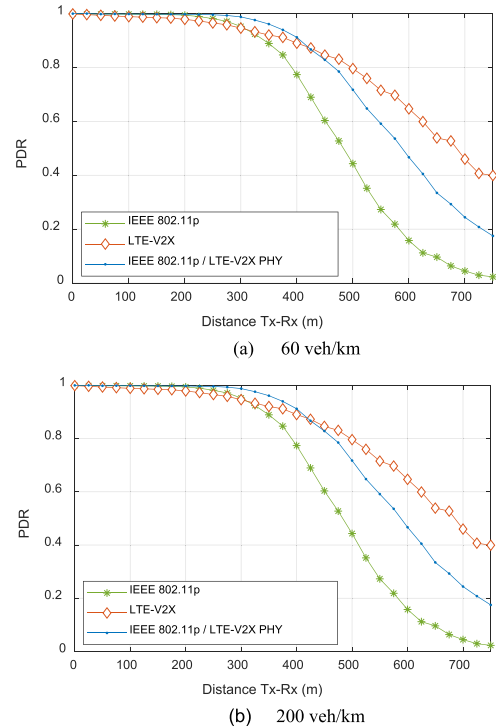 1
0.8
0.6
PDR
0.4
0.2
0
IEEE 802.11p
LTE-V2X
IEEE 802.11p / LTE-V2X PHY
0 100 200 300 400 500 600 700
Distance Tx-Rx (m)
(a) 60 veh/km
1
0.8
0.6
PDR
0.4
0.2
0
IEEE 802.11p
LTE-V2X
IEEE 802.11p / LTE-V2X PHY
0 100 200 300 400 500 600 700
Distance Tx-Rx (m)
(b) 200 veh/km